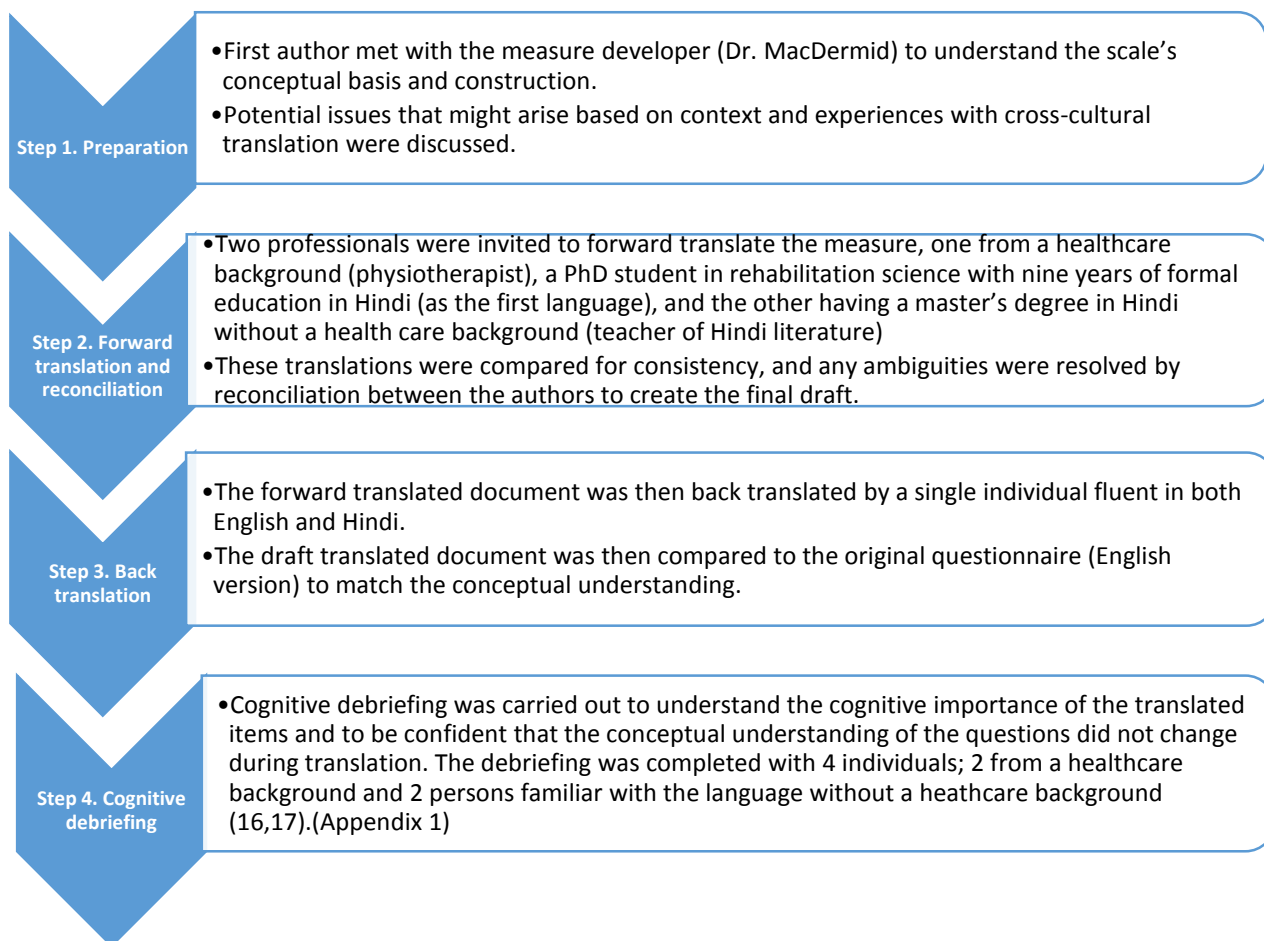 Step 1. Preparation
•First author met with the measure developer (Dr. MacDermid) to understand the scale's
conceptual basis and construction.
•Potential issues that might arise based on context and experiences with cross-cultural
translation were discussed.
Step 2. Forward
translation and
reconciliation
•Two professionals were invited to forward translate the measure, one from a healthcare
background (physiotherapist), a PhD student in rehabilitation science with nine years of formal
education in Hindi (as the first language), and the other having a master's degree in Hindi
without a health care background (teacher of Hindi literature)
•These translations were compared for consistency, and any ambiguities were resolved by
reconciliation between the authors to create the final draft.
Step 3. Back
translation
•The forward translated document was then back translated by a single individual fluent in both
English and Hindi.
•The draft translated document was then compared to the original questionnaire (English
version) to match the conceptual understanding.
Step 4. Cognitive
debriefing
•Cognitive debriefing was carried out to understand the cognitive importance of the translated
items and to be confident that the conceptual understanding of the questions did not change
during translation. The debriefing was completed with 4 individuals; 2 from a healthcare
background and 2 persons familiar with the language without a heathcare background
(16,17).(Appendix 1)